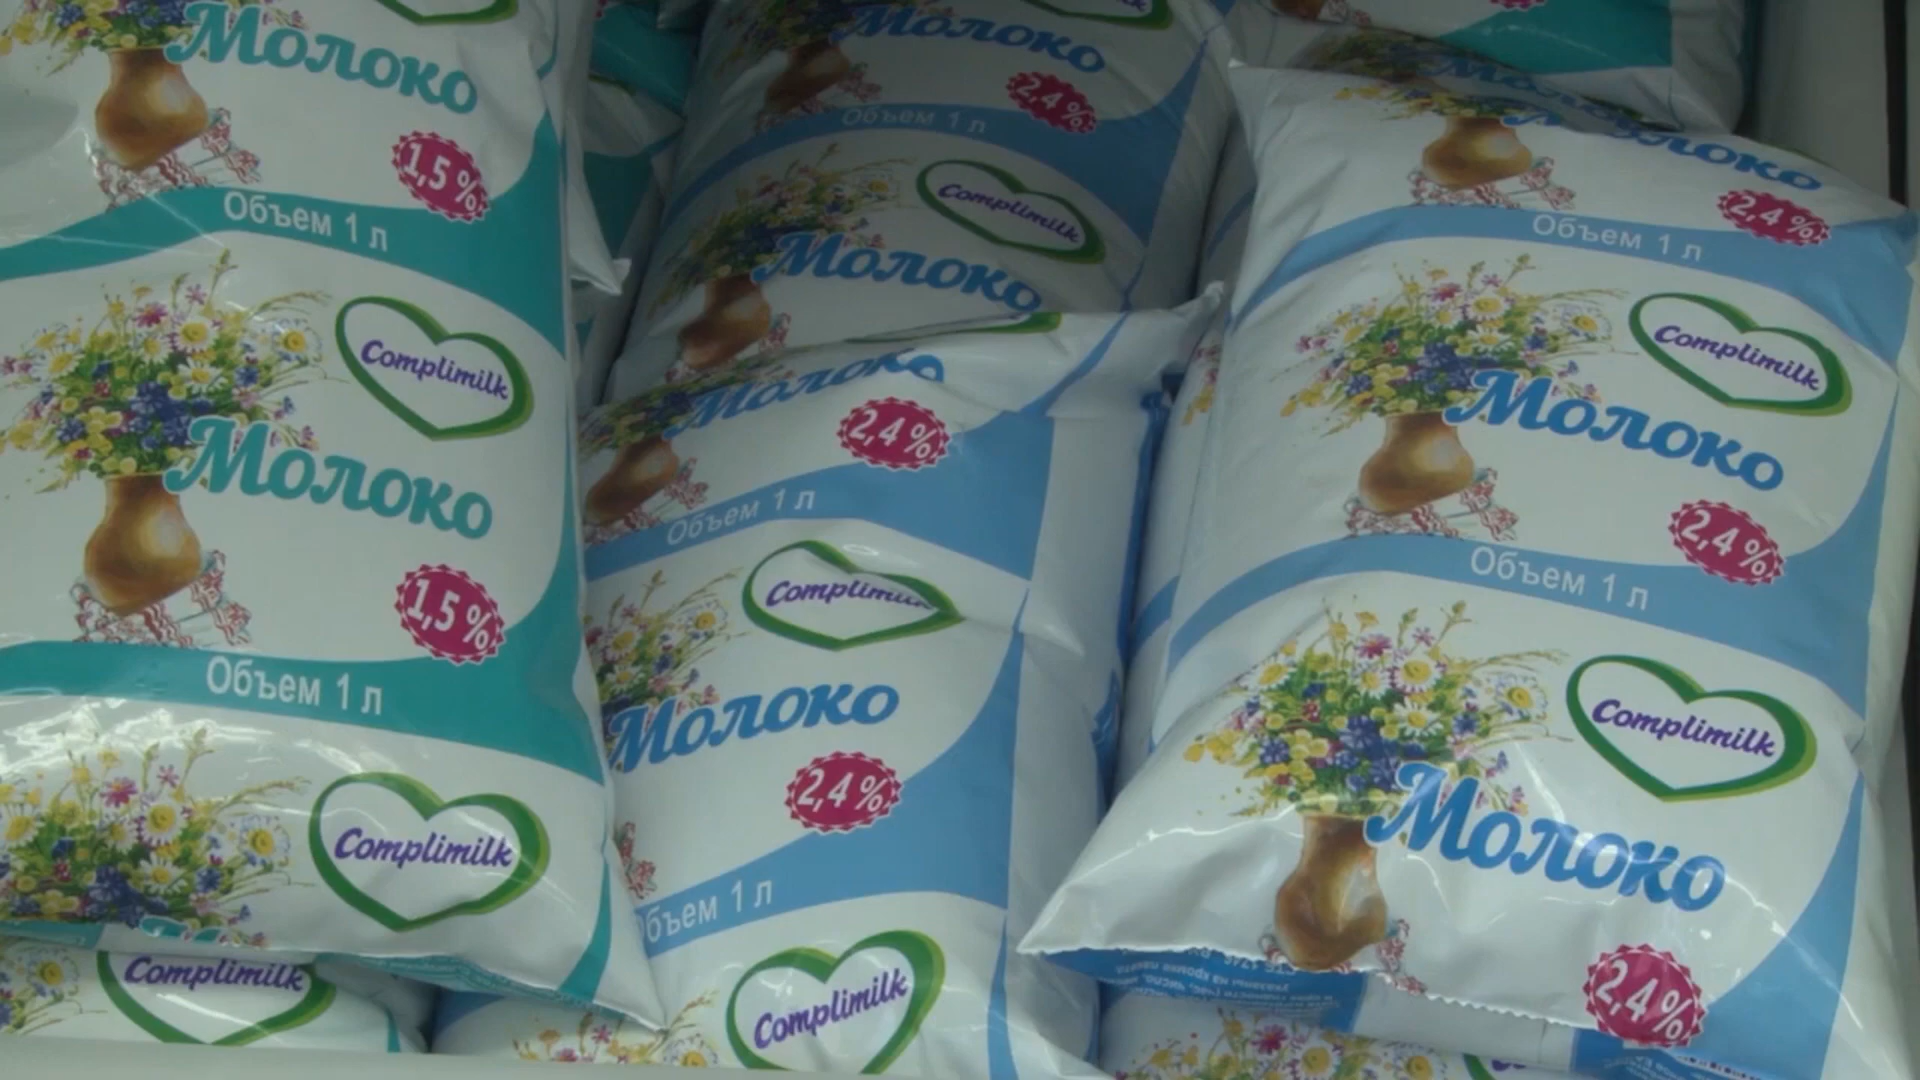 Молоко
1,5 %
Объем 1 л
Complimilk
Молоко
1,5 %
Объем 1 л
Complimilk
Complimilk
Молоко
2,4 %
Объем 1 л
Complimilk
Молоко
Молоко
2,4 %
Объем 1 л
Complimilk
Молоко
2,4 %
Объем 1 л
Complimilk
Молоко
2,4 %
Объем 1 л
Complimilk
Молоко
2,4 %
Объем 1 л
Complimilk
Молоко
2,4 %